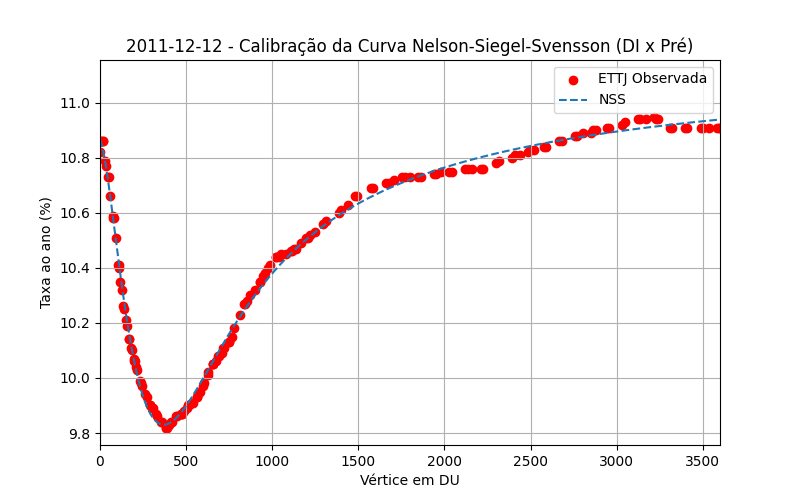 2011-12-12 - Calibração da Curva Nelson-Siegel-Svensson (DI x Pré)
ETTJ Observada
NSS
Taxa ao ano (%)
11.0
10.8
10.6
10.4
10.2
10.0
9.8
0 500 1000 1500 2000 2500 3000 3500
Vértice em DU